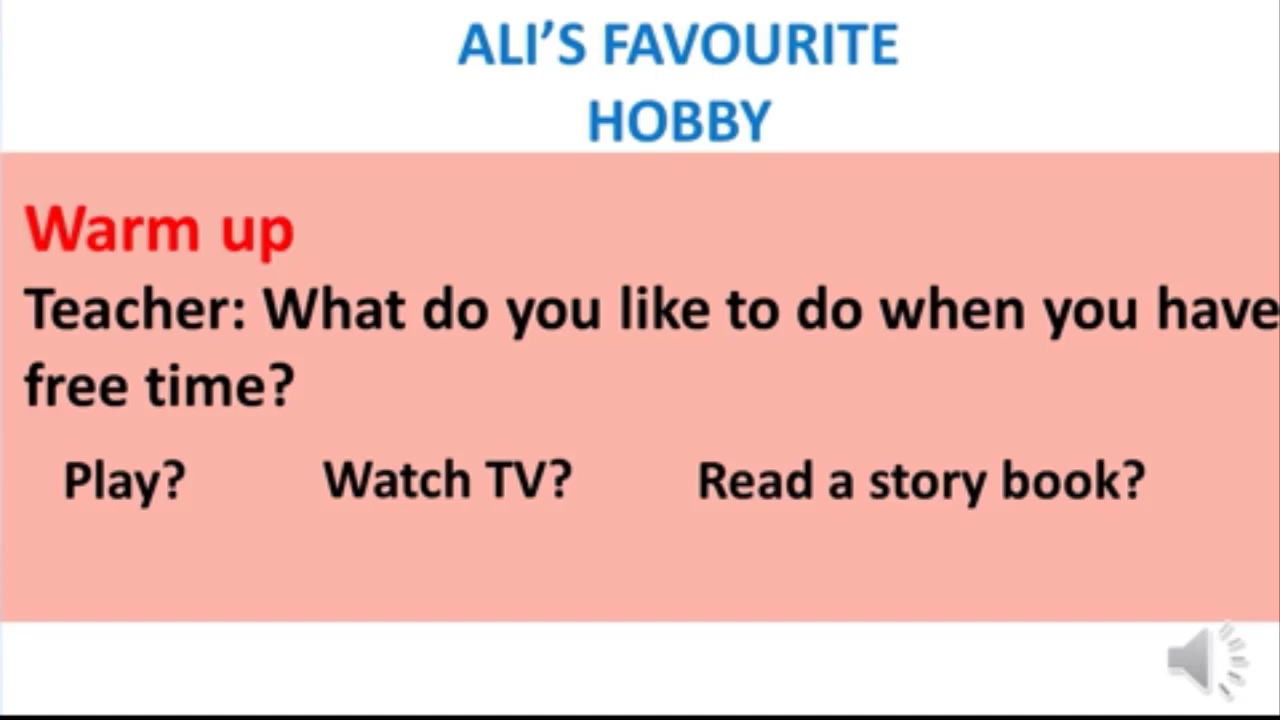 ALI’S FAVOURITE
HOBBY
Warm up
Teacher: What do you like to do when you have
free time?
Play? Watch TV? Read a story book?